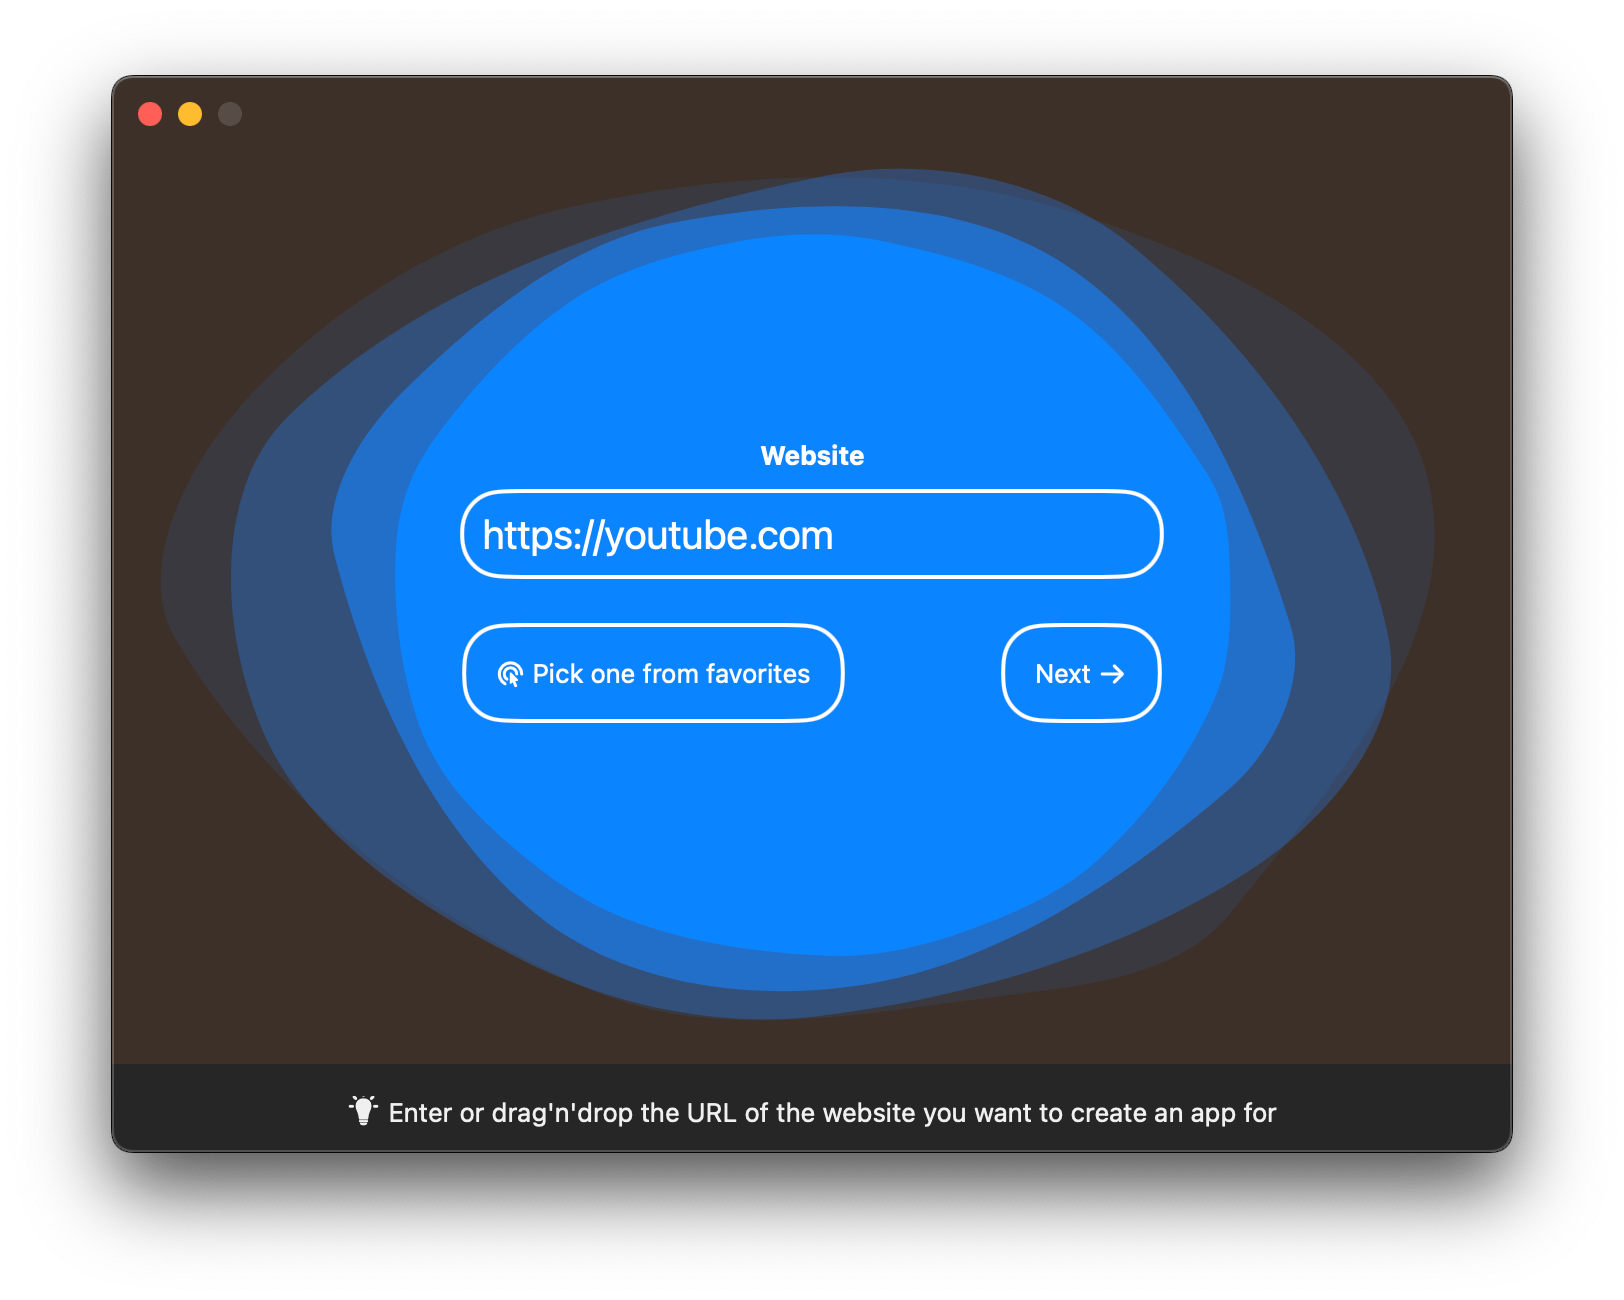 Website
https://youtube.com
Pick one from favorites
Next →
Enter or drag'n'drop the URL of the website you want to create an app for